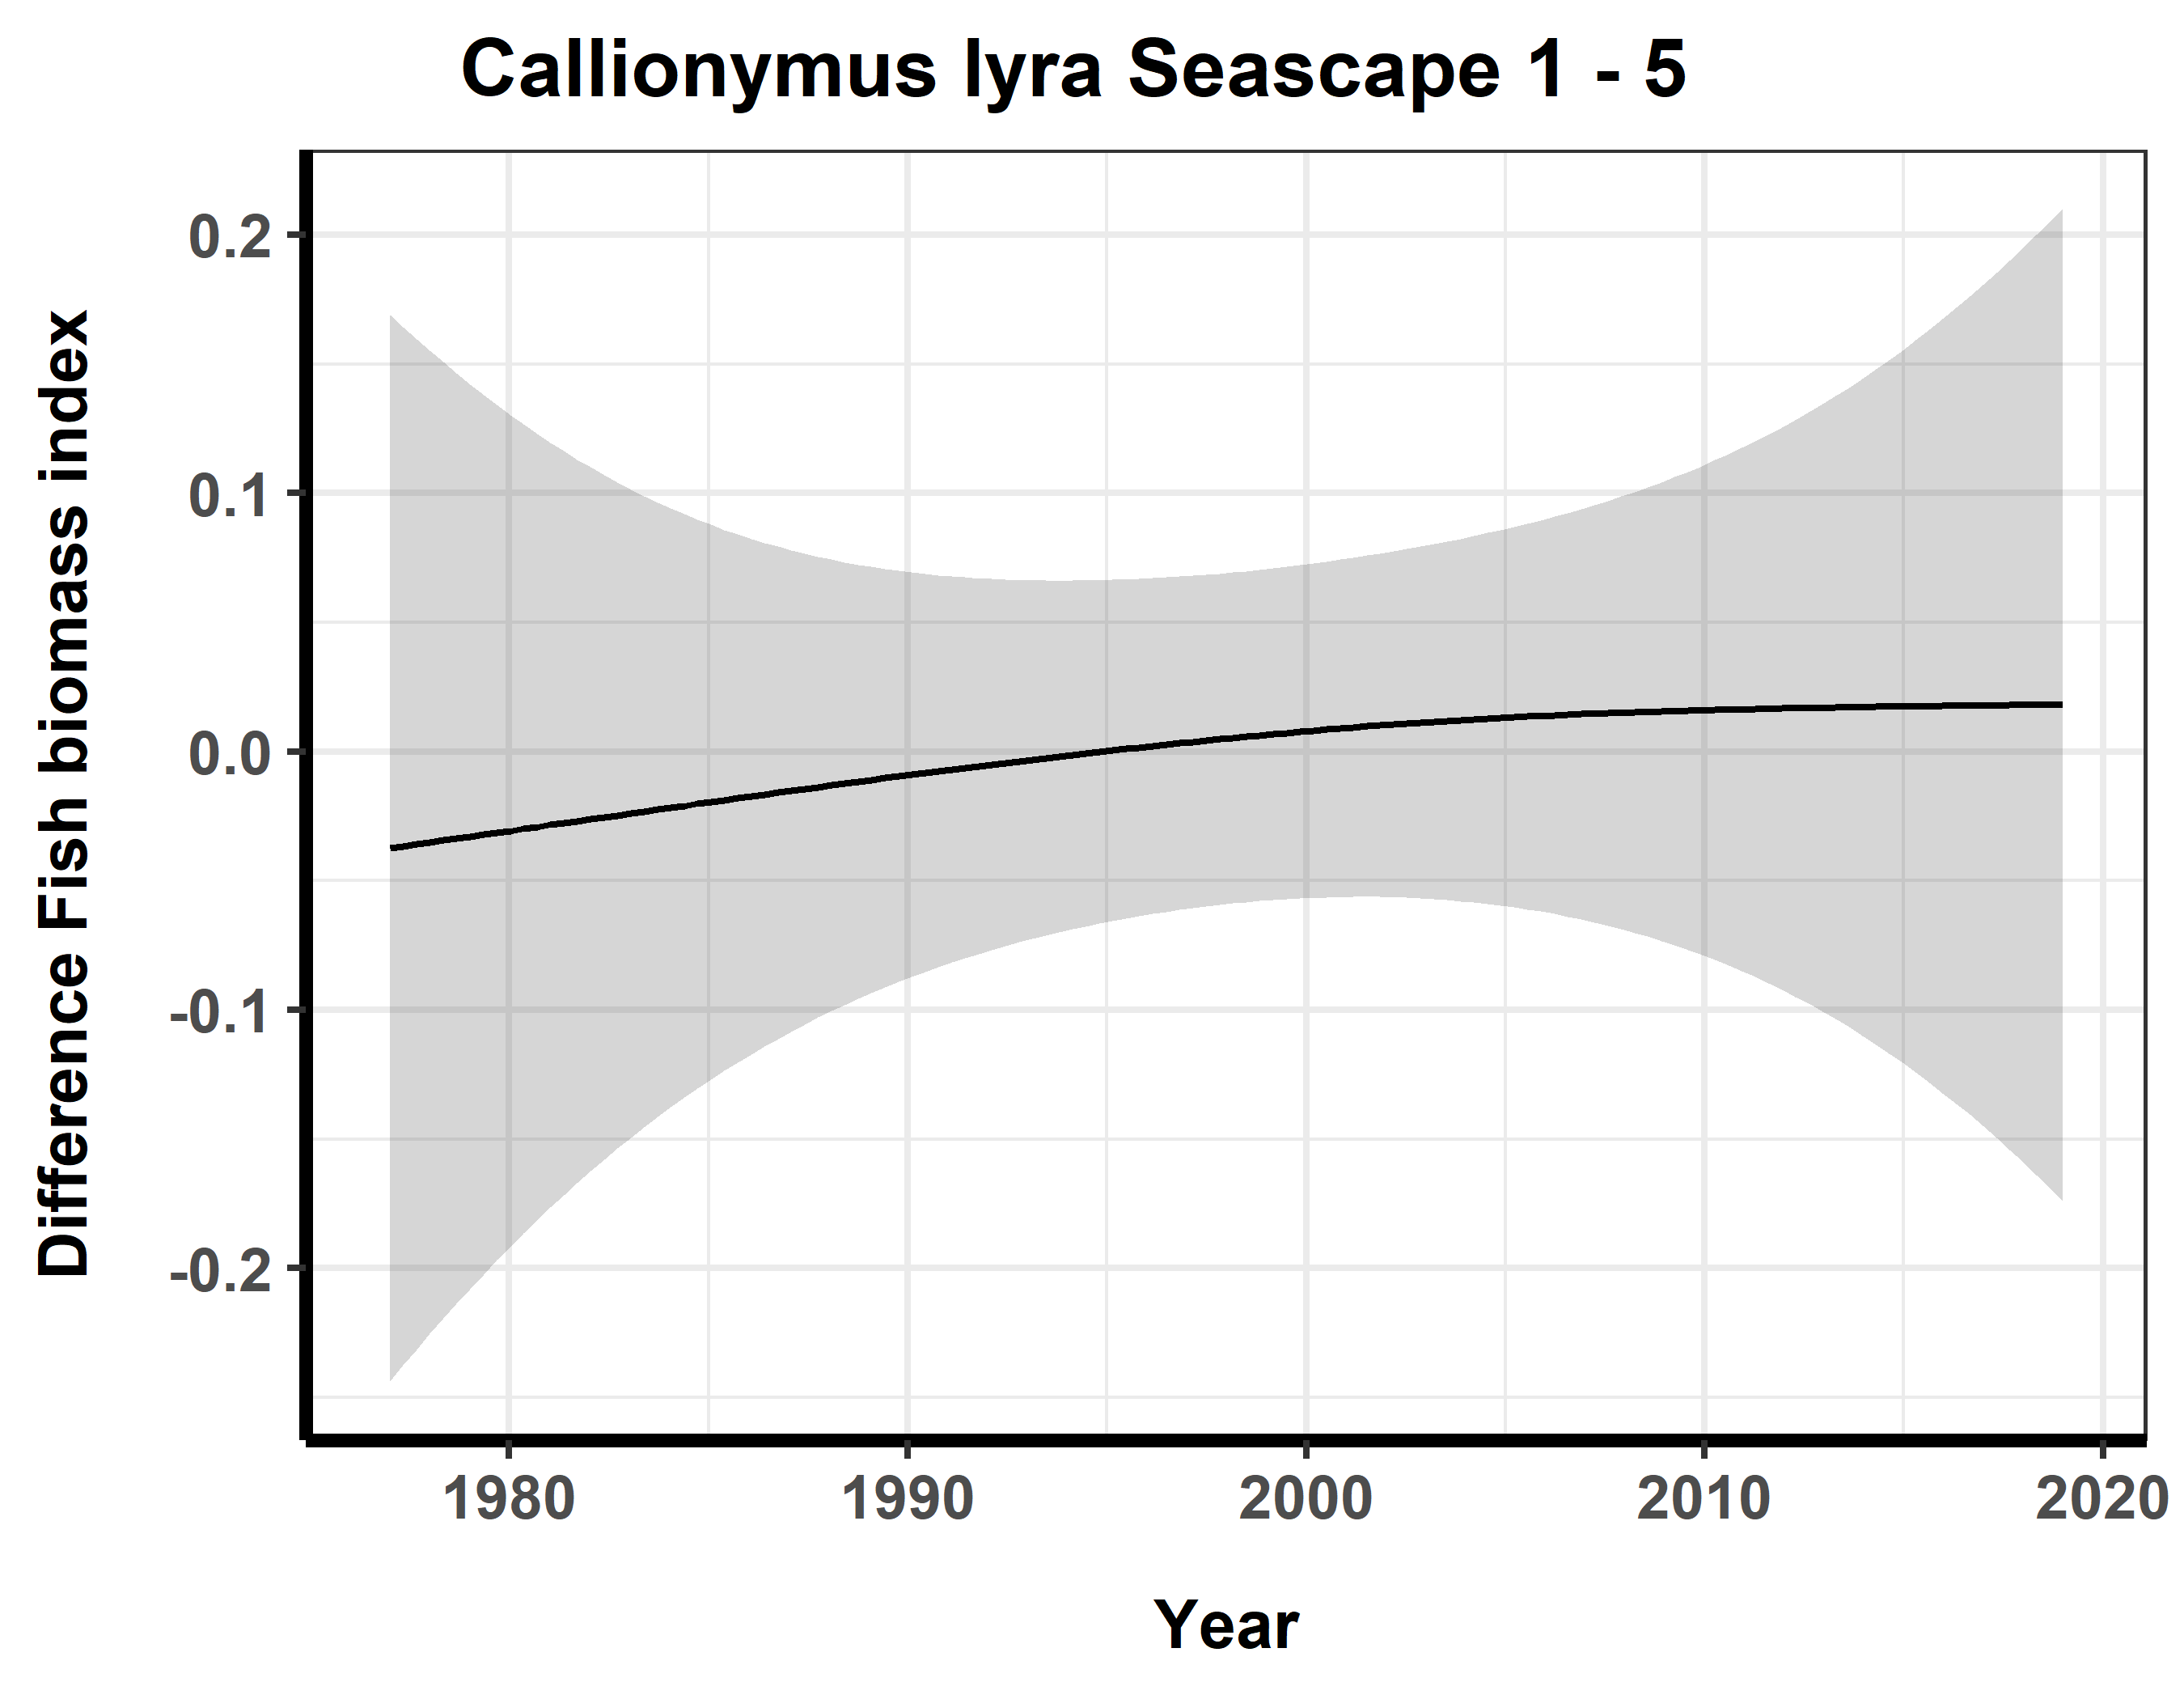 Callionymus lyra Seascape 1 - 5
Difference Fish biomass index
0.2
0.1
0.0
-0.1
-0.2
1980 1990 2000 2010 2020
Year